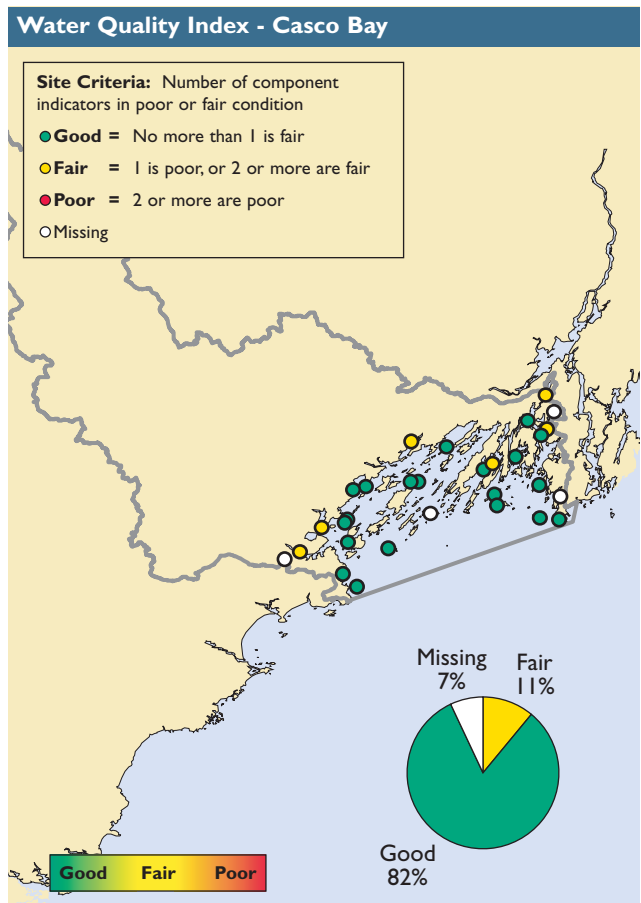 Water Quality Index - Casco Bay
Site Criteria: Number of component
indicators in poor or fair condition
Good = No more than 1 is fair
Fair = 1 is poor, or 2 or more are fair
Poor = 2 or more are poor
Missing
Missing
7%
Fair
11%
Good
82%
Good Fair Poor